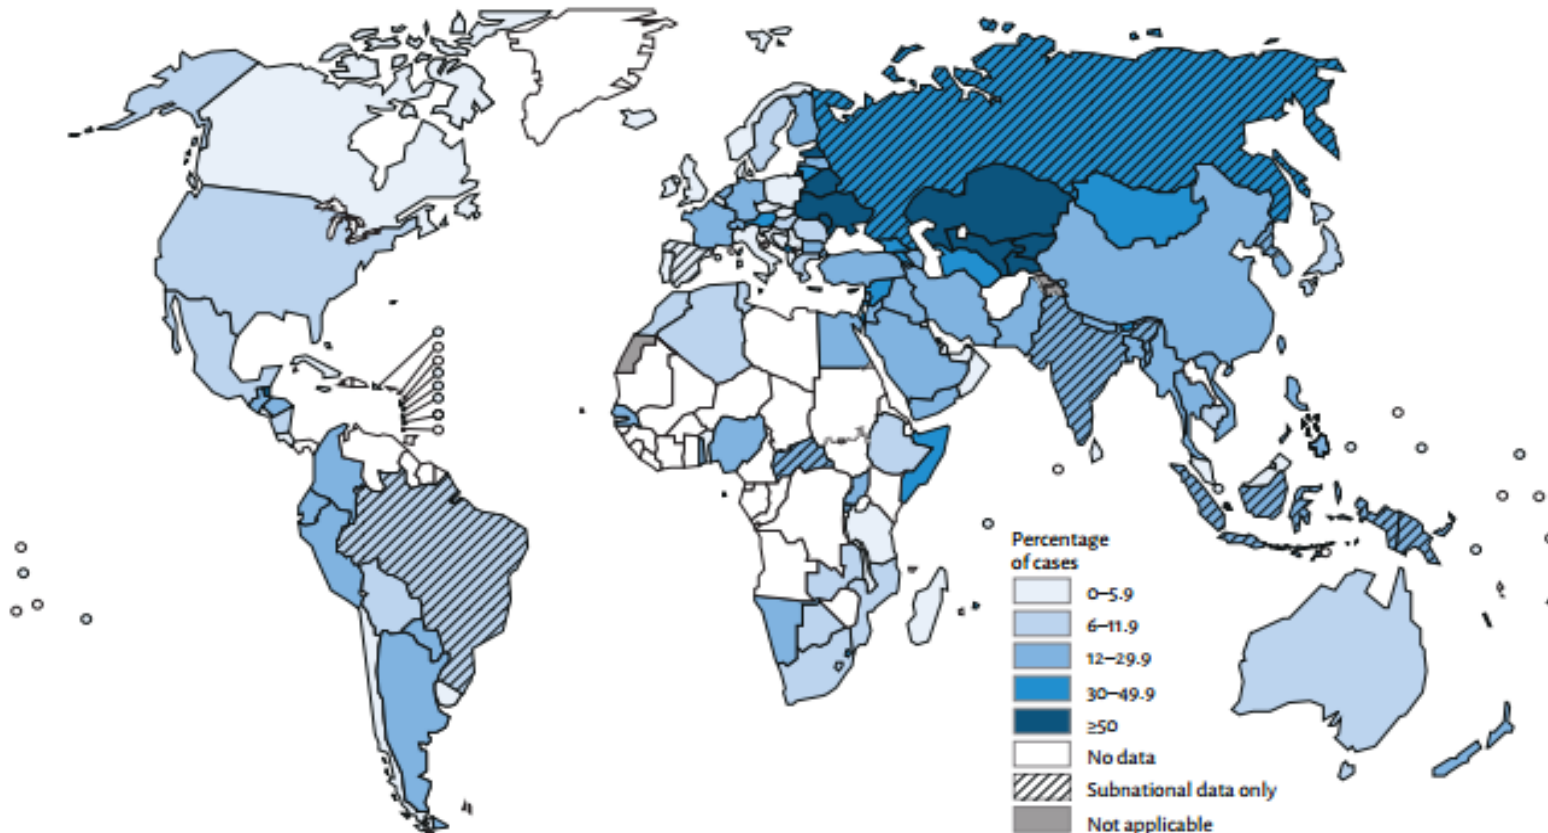 Percentage
of cases
0–5.9
6–11.9
12–29.9
30–49.9
≥50
No data
Subnational data only
Not applicable